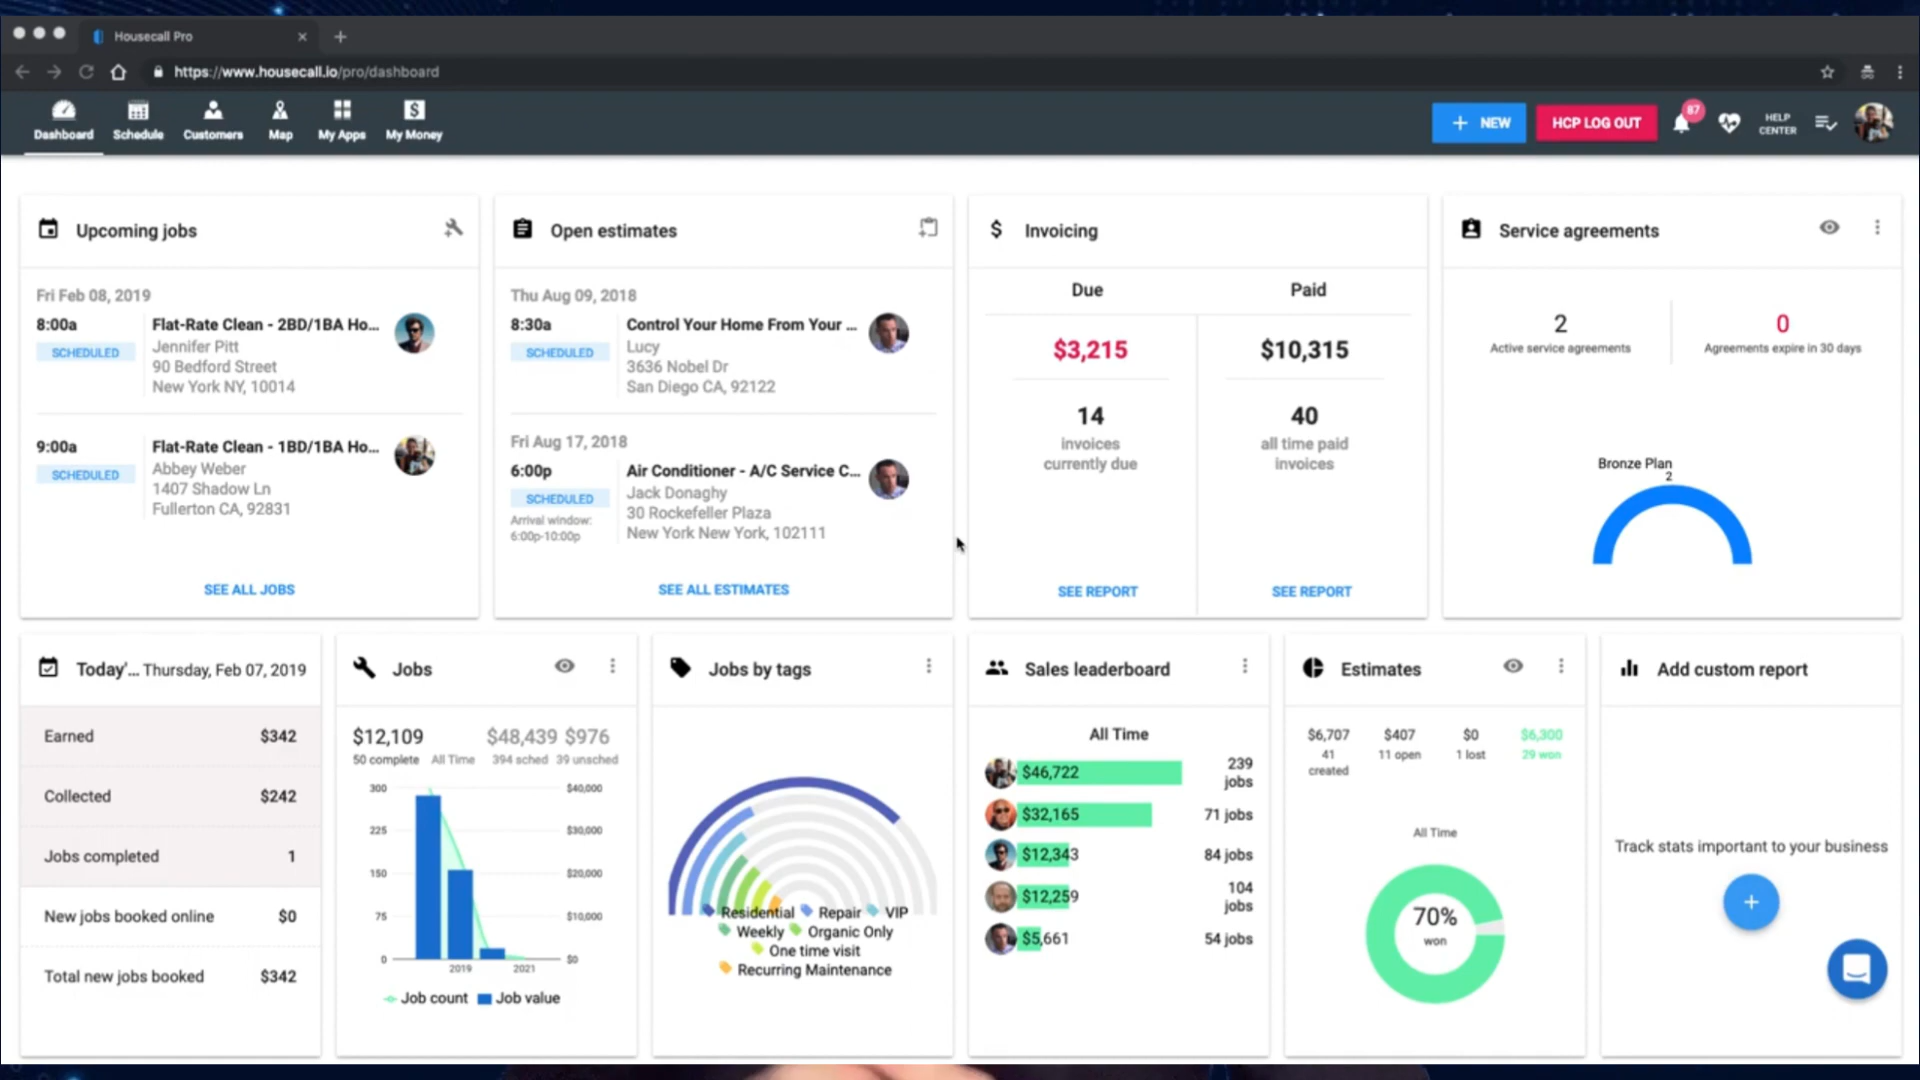 Housecall Pro
https://www.housecall.io/pro/dashboard
Dashboard
Schedule
Customers
Map
My Apps
My Money
+ NEW
HCP LOG OUT
87
HELP
CENTER
Upcoming jobs
Fri Feb 08, 2019
8:00a
SCHEDULED
Flat-Rate Clean - 2BD/1BA Ho...
Jennifer Pitt
90 Bedford Street
New York NY, 10014
9:00a
SCHEDULED
Flat-Rate Clean - 1BD/1BA Ho...
Abbey Weber
1407 Shadow Ln
Fullerton CA, 92831
SEE ALL JOBS
Open estimates
Thu Aug 09, 2018
8:30a
SCHEDULED
Control Your Home From Your ...
Lucy
3636 Nobel Dr
San Diego CA, 92122
Fri Aug 17, 2018
6:00p
SCHEDULED
Arrival window:
6:00p-10:00p
Air Conditioner - A/C Service C...
Jack Donaghy
30 Rockefeller Plaza
New York New York, 102111
SEE ALL ESTIMATES
$ Invoicing
Due
$3,215
14
invoices
currently due
SEE REPORT
Paid
$10,315
40
all time paid
invoices
SEE REPORT
Service agreements
2
Active service agreements
0
Agreements expire in 30 days
Bronze Plan
2
Today'... Thursday, Feb 07, 2019
Earned $342
Collected $242
Jobs completed 1
New jobs booked online $0
Total new jobs booked $342
Jobs
$12,109 $48,439 $976
50 complete All Time 394 sched 39 unsched
300 $40,000
225 $30,000
150 $20,000
75 $10,000
0 $0
2019 2021
Job count Job value
Jobs by tags
Residential Repair VIP
Weekly Organic Only
One time visit
Recurring Maintenance
Sales leaderboard
All Time
$46,722 239 jobs
$32,165 71 jobs
$12,343 84 jobs
$12,259 104 jobs
$5,661 54 jobs
Estimates
$6,707 $407 $0 $6,300
41 created 11 open 1 lost 29 won
All Time
70%
won
Add custom report
Track stats important to your business